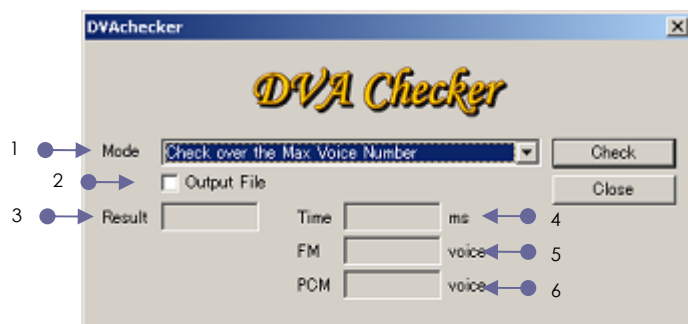 DVAchecker
DVA Checker
1 Mode Check over the Max Voice Number Check
2 Output File Close
3 Result Time ms 4
FM voice 5
PCM voice 6